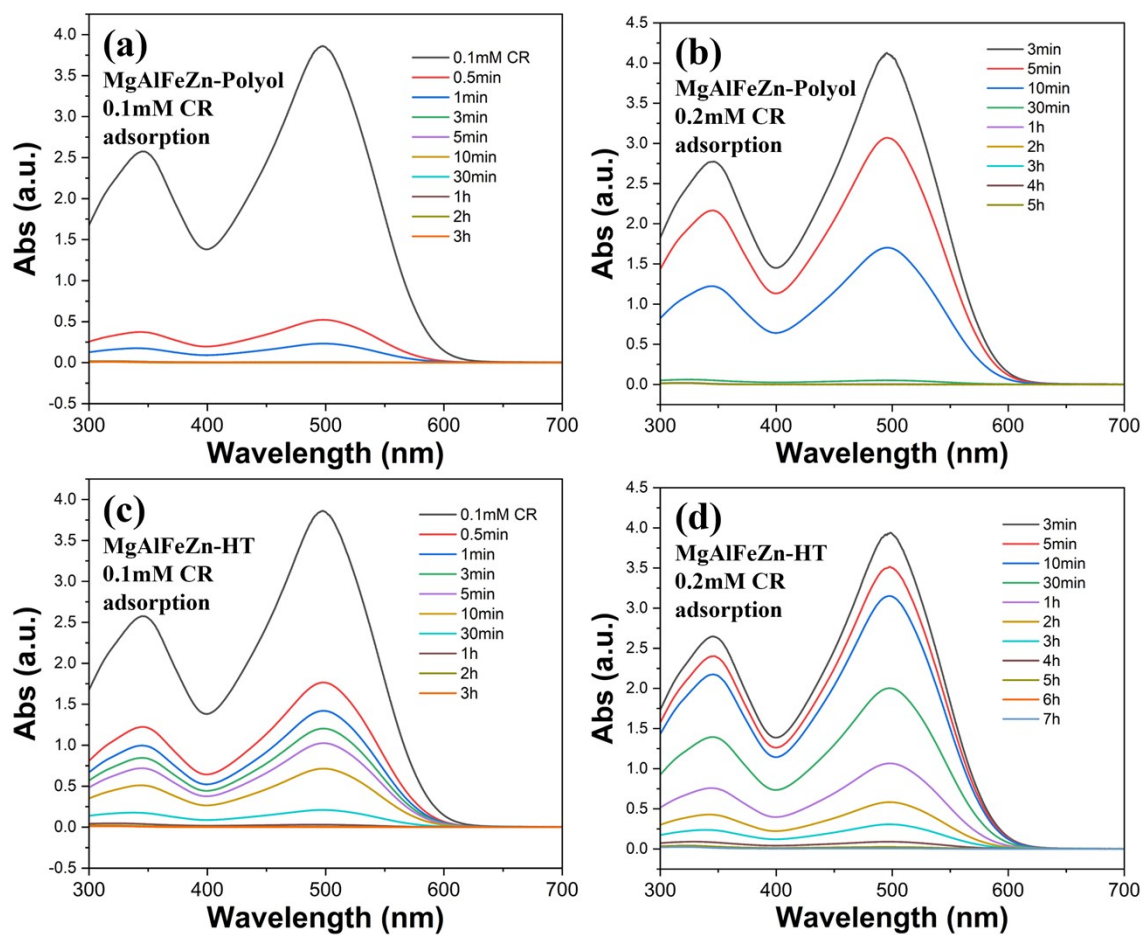 (a)
MgAlFeZn-Polyol
0.1mM CR
adsorption
0.1mM CR
0.5min
1min
3min
5min
10min
30min
1h
2h
3h
4.0
3.5
3.0
2.5
2.0
1.5
1.0
0.5
0.0
-0.5
Abs (a.u.)
300 400 500 600 700
Wavelength (nm)
(b)
MgAlFeZn-Polyol
0.2mM CR
adsorption
3min
5min
10min
30min
1h
2h
3h
4h
5h
4.5
4.0
3.5
3.0
2.5
2.0
1.5
1.0
0.5
0.0
Abs (a.u.)
300 400 500 600 700
Wavelength (nm)
(c)
MgAlFeZn-HT
0.1mM CR
adsorption
0.1mM CR
0.5min
1min
3min
5min
10min
30min
1h
2h
3h
4.0
3.5
3.0
2.5
2.0
1.5
1.0
0.5
0.0
-0.5
Abs (a.u.)
300 400 500 600 700
Wavelength (nm)
(d)
MgAlFeZn-HT
0.2mM CR
adsorption
3min
5min
10min
30min
1h
2h
3h
4h
5h
6h
7h
4.5
4.0
3.5
3.0
2.5
2.0
1.5
1.0
0.5
0.0
Abs (a.u.)
300 400 500 600 700
Wavelength (nm)